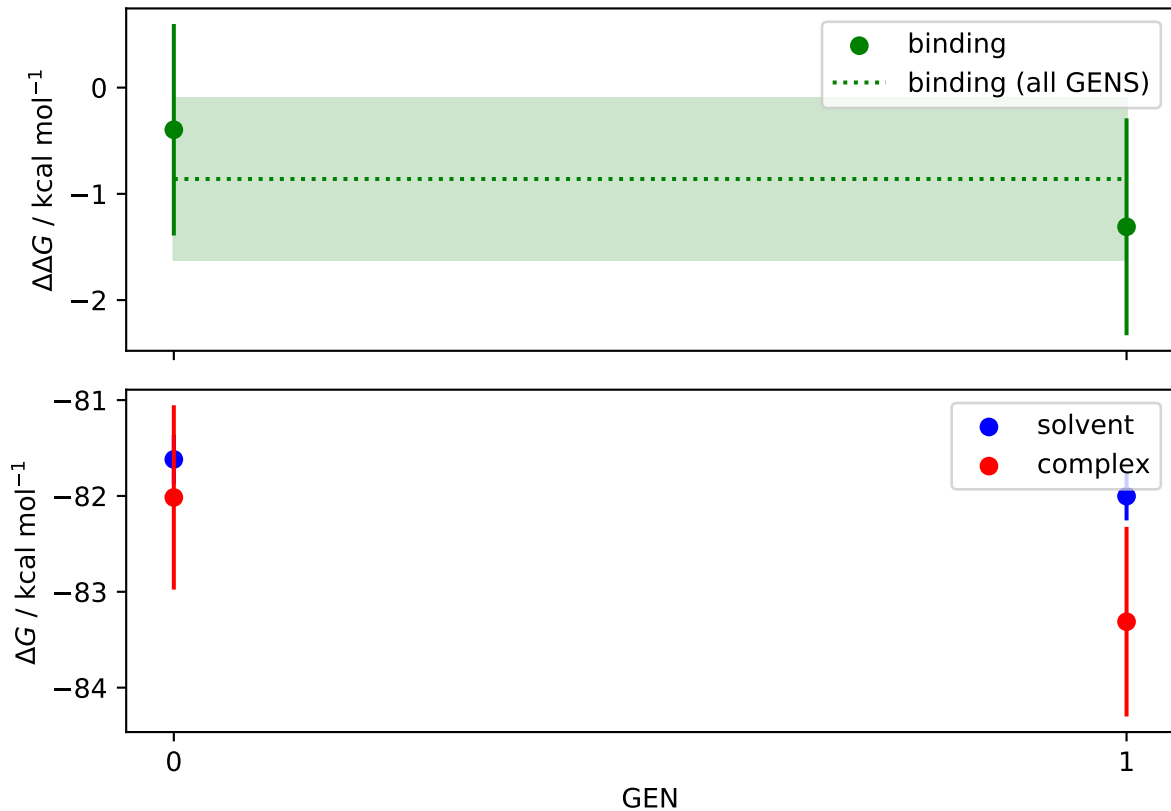 binding
binding (all GENS)
0
−1
−2
ΔΔG / kcal mol⁻¹
solvent
complex
−81
−82
−83
−84
ΔG / kcal mol⁻¹
0 1
GEN